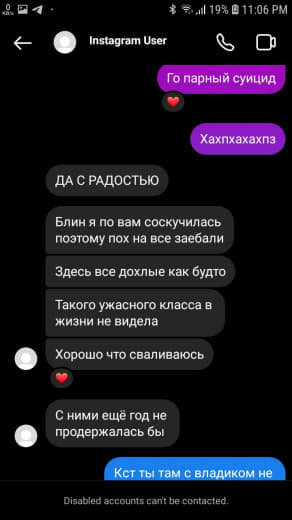 0
KB/s
19% 11:06 PM
Instagram User
Го парный суицид
Хахпхахахпз
ДА С РАДОСТЬЮ
Блин я по вам соскучилась
поэтому пох на все заебали
Здесь все дохлые как будто
Такого ужасного класса в
жизни не видела
Хорошо что сваливаюсь
С ними ещё год не
продержалась бы
Кст ты там с владиком не
Disabled accounts can't be contacted.